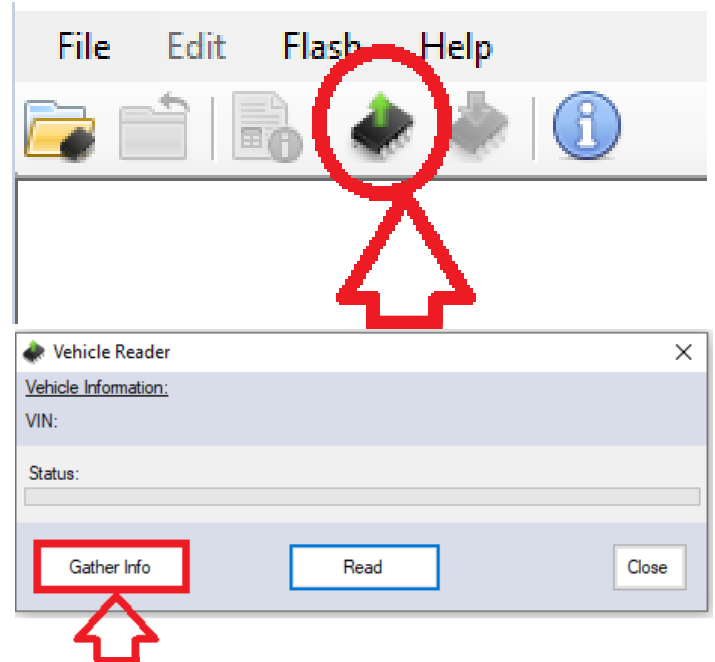 File Edit Flash Help
Vehicle Reader
Vehicle Information:
VIN:
Status:
Gather Info Read Close